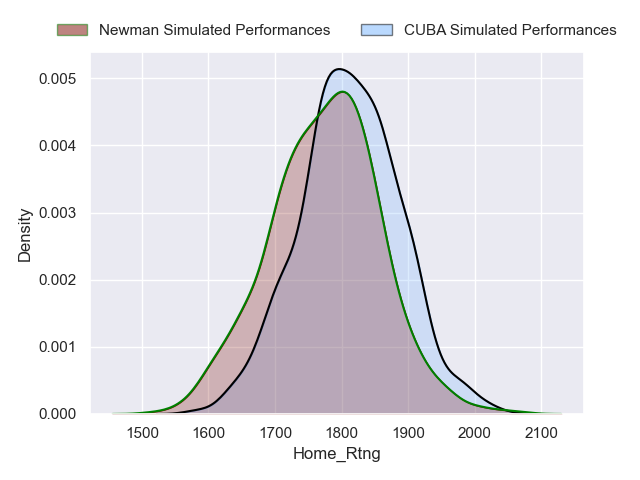 Newman Simulated Performances CUBA Simulated Performances
0.005
0.004
0.003
0.002
0.001
0.000
Density
1500 1600 1700 1800 1900 2000 2100
Home_Rtng